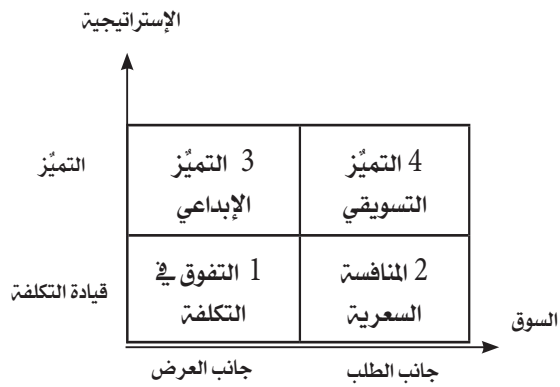 الإستراتيجية
التميٌز
3 التميٌز
الإبداعي
4 التميٌز
التسويقي
قيادة التكلفة
1 التفوق في
التكلفة
2 المنافسة
السعرية
السوق
جانب العرض
جانب الطلب